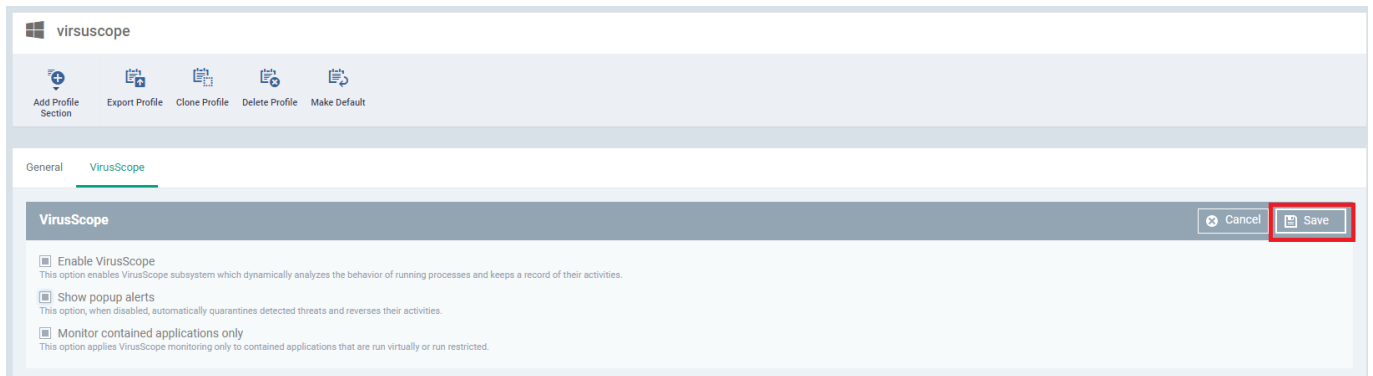 virsuscope
Add Profile
Section
Export Profile
Clone Profile
Delete Profile
Make Default
General
VirusScope
VirusScope
Cancel
Save
Enable VirusScope
This option enables VirusScope subsystem which dynamically analyzes the behavior of running processes and keeps a record of their activities.
Show popup alerts
This option, when disabled, automatically quarantines detected threats and reverses their activities.
Monitor contained applications only
This option applies VirusScope monitoring only to contained applications that are run virtually or run restricted.